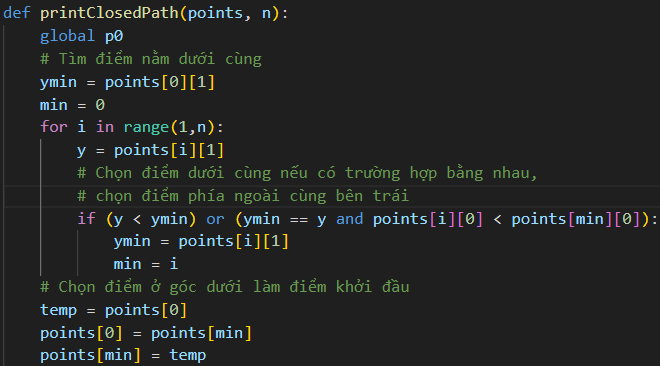 def printClosedPath(points, n):
    global p0
    # Tìm điểm nằm dưới cùng
    ymin = points[0][1]
    min = 0
    for i in range(1,n):
        y = points[i][1]
        # Chọn điểm dưới cùng nếu có trường hợp bằng nhau,
        # chọn điểm phía ngoài cùng bên trái
        if (y < ymin) or (ymin == y and points[i][0] < points[min][0]):
            ymin = points[i][1]
            min = i
    # Chọn điểm ở góc dưới làm điểm khởi đầu
    temp = points[0]
    points[0] = points[min]
    points[min] = temp